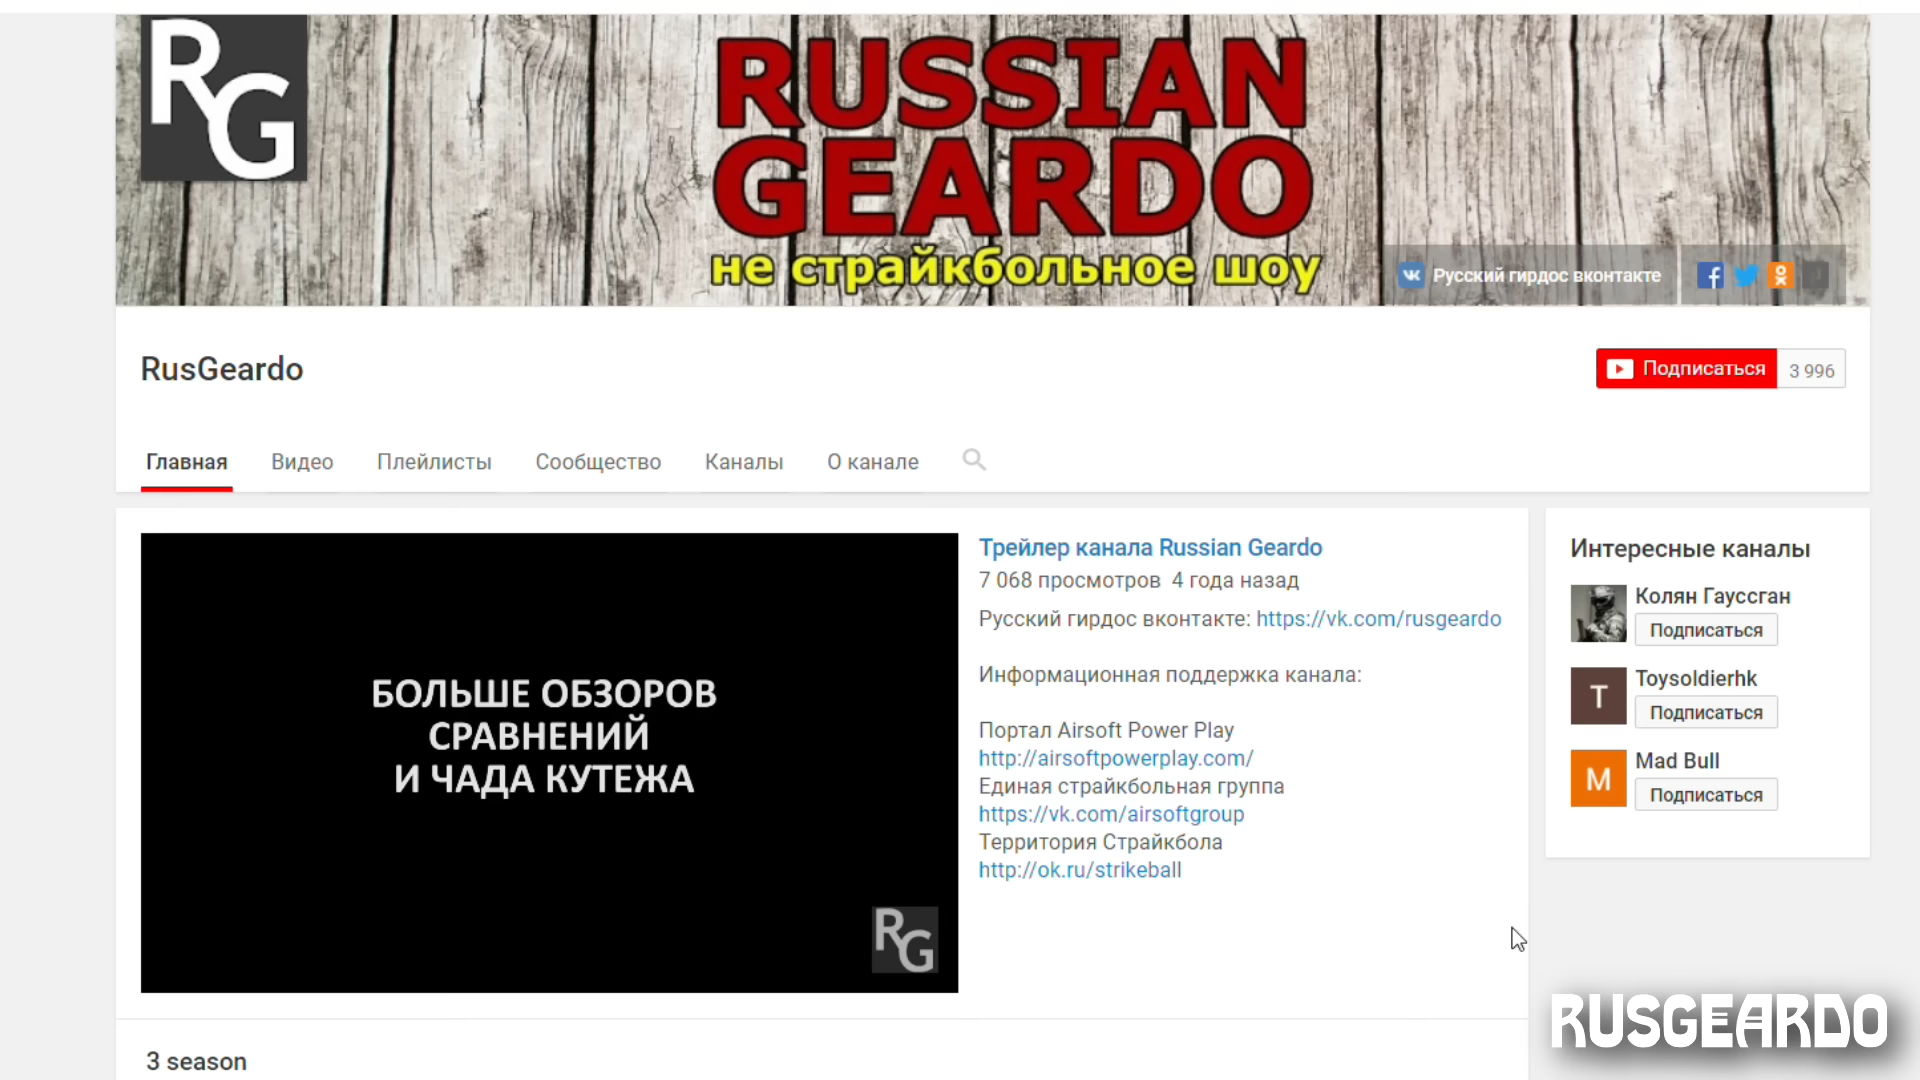 RG
RUSSIAN
GEARDO
не страйкбольное шоу
Русский гирдос вконтакте
RusGeardo
Подписаться 3 996
Главная Видео Плейлисты Сообщество Каналы О канале
БОЛЬШЕ ОБЗОРОВ
СРАВНЕНИЙ
И ЧАДА КУТЕЖА
RG
Трейлер канала Russian Geardo
7 068 просмотров 4 года назад
Русский гирдос вконтакте: https://vk.com/rusgeardo
Информационная поддержка канала:
Портал Airsoft Power Play
http://airsoftpowerplay.com/
Единая страйкбольная группа
https://vk.com/airsoftgroup
Территория Страйкбола
http://ok.ru/strikeball
Интересные каналы
Колян Гауссган
Подписаться
T
Toysoldierhk
Подписаться
M
Mad Bull
Подписаться
3 season
RUSGEARDO